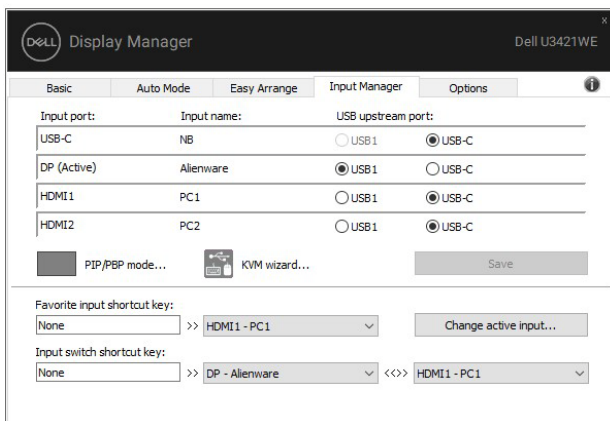 DELL Display Manager Dell U3421WE
Basic Auto Mode Easy Arrange Input Manager Options
Input port: Input name: USB upstream port:
USB-C NB USB1 USB-C
DP (Active) Alienware USB1 USB-C
HDMI1 PC1 USB1 USB-C
HDMI2 PC2 USB1 USB-C
PIP/PBP mode... KVM wizard... Save
Favorite input shortcut key:
None >> HDMI1 - PC1 Change active input...
Input switch shortcut key:
None >> DP - Alienware <<>> HDMI1 - PC1